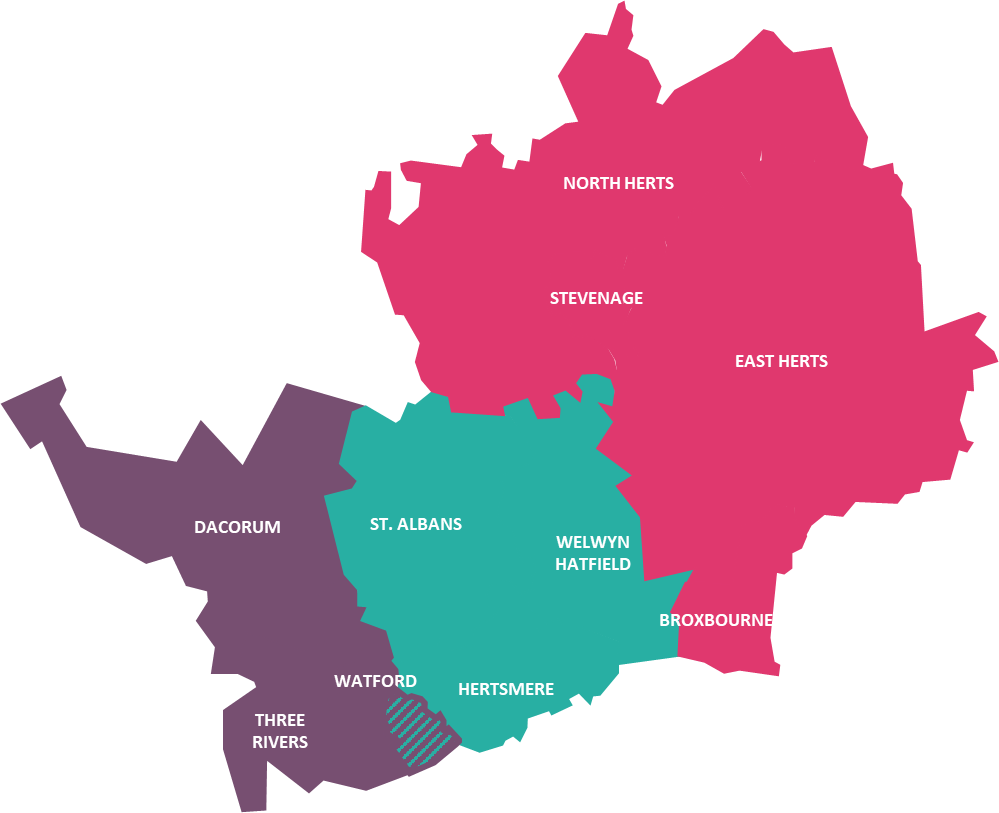 NORTH HERTS
STEVENAGE
EAST HERTS
DACORUM
ST. ALBANS
WELWYN
HATFIELD
BROXBOURNE
WATFORD
HERTSMERE
THREE
RIVERS